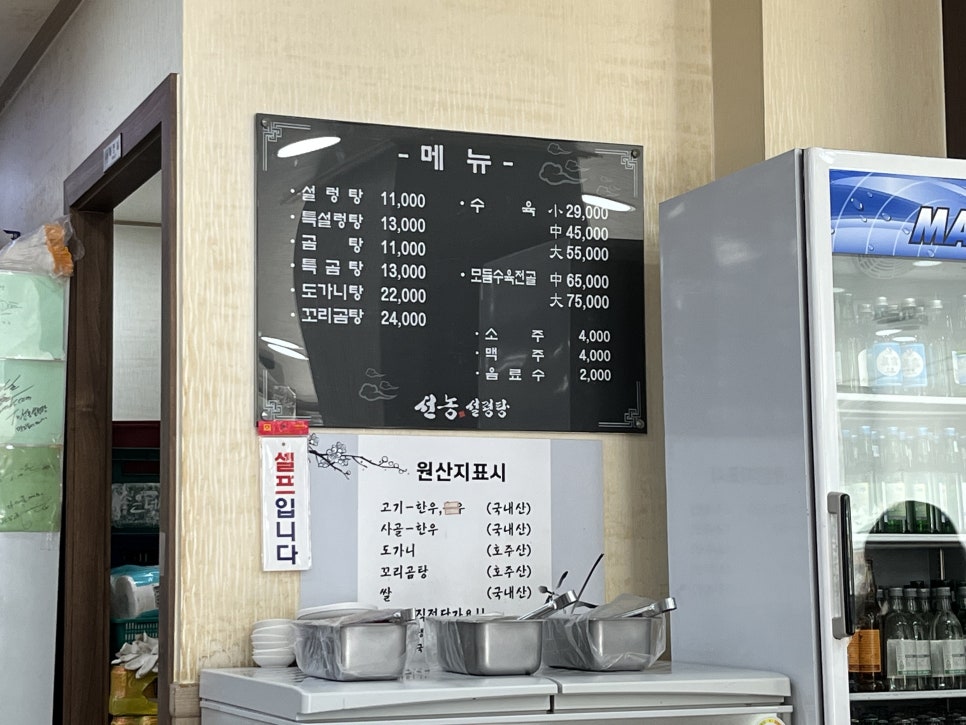 - 메 뉴 -
· 설 렁 탕 11,000
· 특설렁탕 13,000
· 곰 탕 11,000
· 특 곰 탕 13,000
· 도가니탕 22,000
· 꼬리곰탕 24,000
· 수 육 小 29,000
中 45,000
大 55,000
· 모듬수육전골 中 65,000
大 75,000
· 소 주 4,000
· 맥 주 4,000
· 음 료 수 2,000
선농 설렁탕
셀프입니다
원산지표시
고기-한우, (국내산)
사골-한우 (국내산)
도가니 (호주산)
꼬리곰탕 (호주산)
쌀 (국내산)
MA